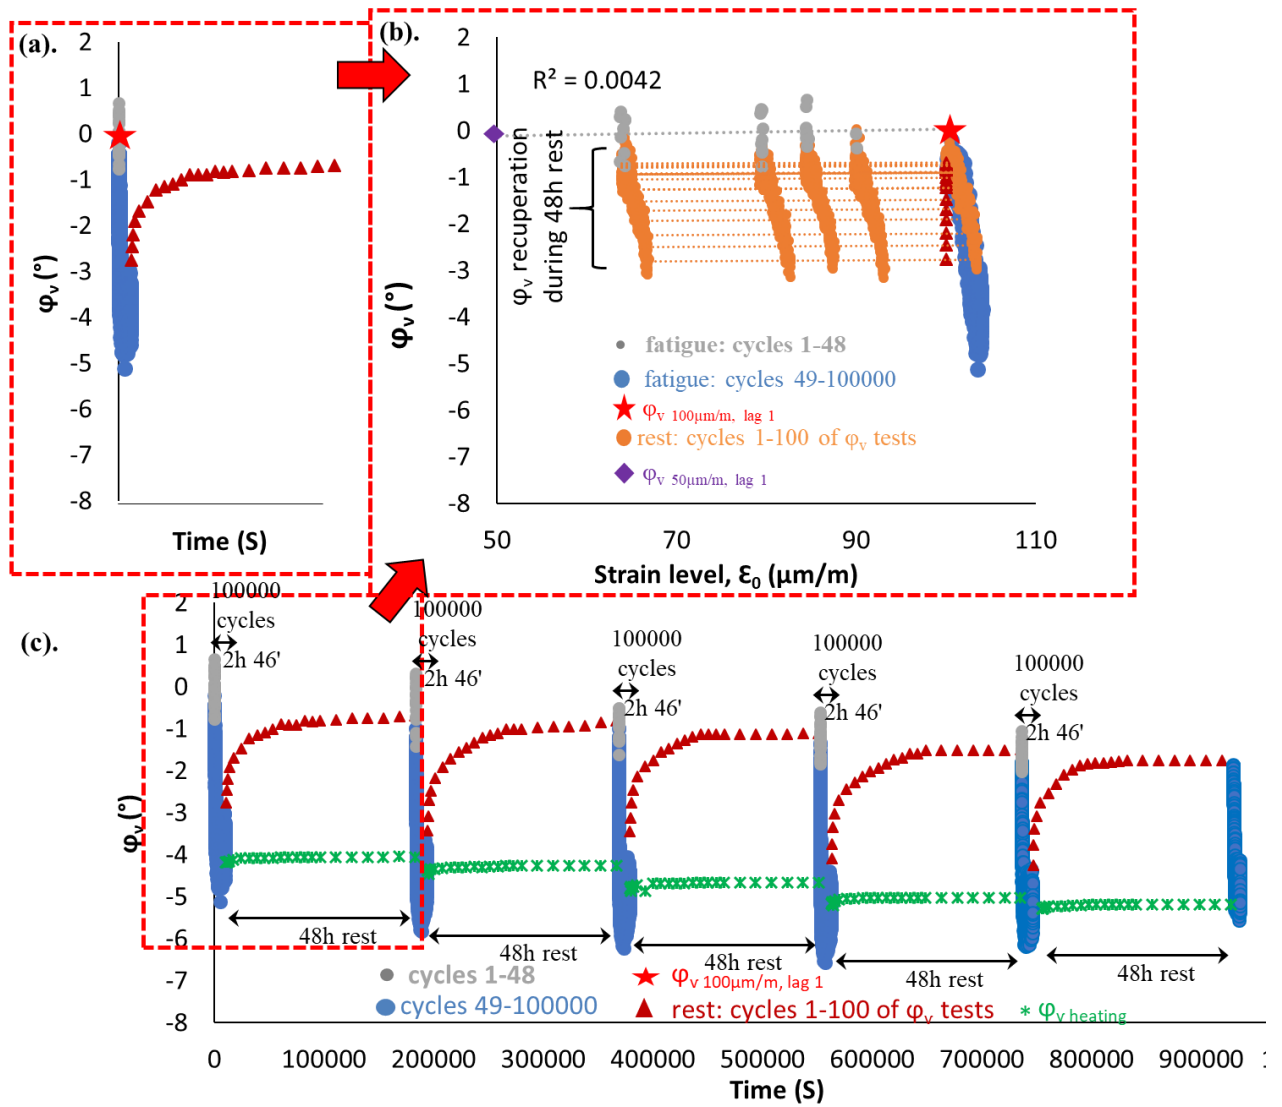 (a).
2
1
0
-1
-2
-3
-4
-5
-6
-7
-8
φv (°)
Time (S)
(b).
2
1
0
-1
-2
-3
-4
-5
-6
-7
-8
φv (°)
R² = 0.0042
φv recuperation
during 48h rest
fatigue: cycles 1-48
fatigue: cycles 49-100000
φv 100μm/m, lag 1
rest: cycles 1-100 of φv tests
φv 50μm/m, lag 1
50
70
90
110
Strain level, Ɛ0 (μm/m)
(c).
2
1
0
-1
-2
-3
-4
-5
-6
-7
-8
φv (°)
100000
cycles
2h 46'
100000
cycles
2h 46'
100000
cycles
2h 46'
100000
cycles
2h 46'
100000
cycles
2h 46'
48h rest
48h rest
48h rest
48h rest
48h rest
cycles 1-48
φv 100μm/m, lag 1
cycles 49-100000
rest: cycles 1-100 of φv tests
φv heating
0 100000 200000 300000 400000 500000 600000 700000 800000 900000 1
Time (S)